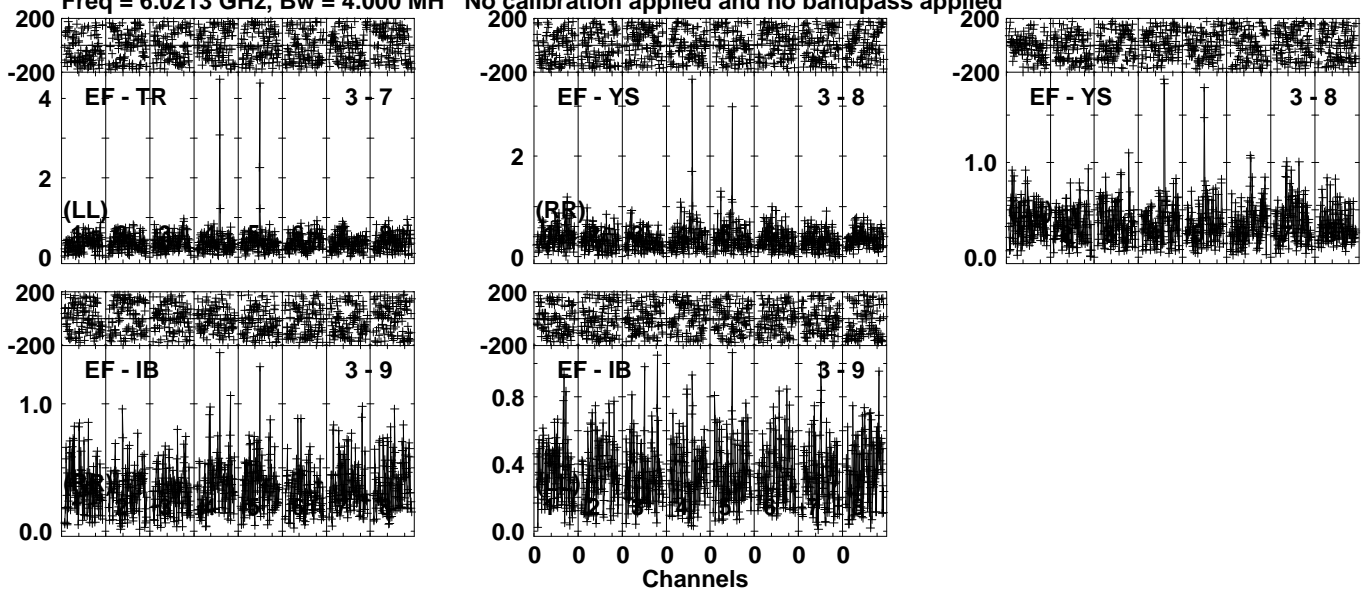 Freq = 6.0213 GHz, Bw = 4.000 MH No calibration applied and no bandpass applied
200 200 200
-200 -200 -200
EF - TR 3 - 7 EF - YS 3 - 8 EF - YS 3 - 8
4
2 2 1.0
(LL) (RR)
0 0 0.0
200 200
-200 -200
EF - IB 3 - 9 EF - IB 3 - 9
1.0 0.8
0.4
0.0 0.0
0 0 0 0 0 0 0 0
Channels